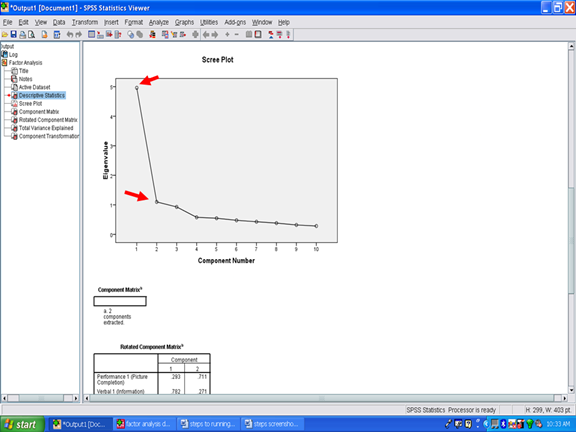 *Output1 [Document1] - SPSS Statistics Viewer
File Edit View Data Transform Insert Format Analyze Graphs Utilities Add-ons Window Help
utput
Log
Factor Analysis
Title
Notes
Active Dataset
Descriptive Statistics
Scree Plot
Component Matrix
Rotated Component Matrix
Total Variance Explained
Component Transformation
Scree Plot
Eigenvalue
5
4
3
2
1
0
1 2 3 4 5 6 7 8 9 10
Component Number
Component Matrixa
a. 2
components
extracted.
Rotated Component Matrixa
Component
1 2
Performance 1 (Picture Completion) .293 .711
Verbal 1 (Information) .782 .271
SPSS Statistics Processor is ready
H: 299, W: 403 pt.
start
*Output1 [Doc...
factor analysis d...
steps to running...
steps screensho...
10:33 AM